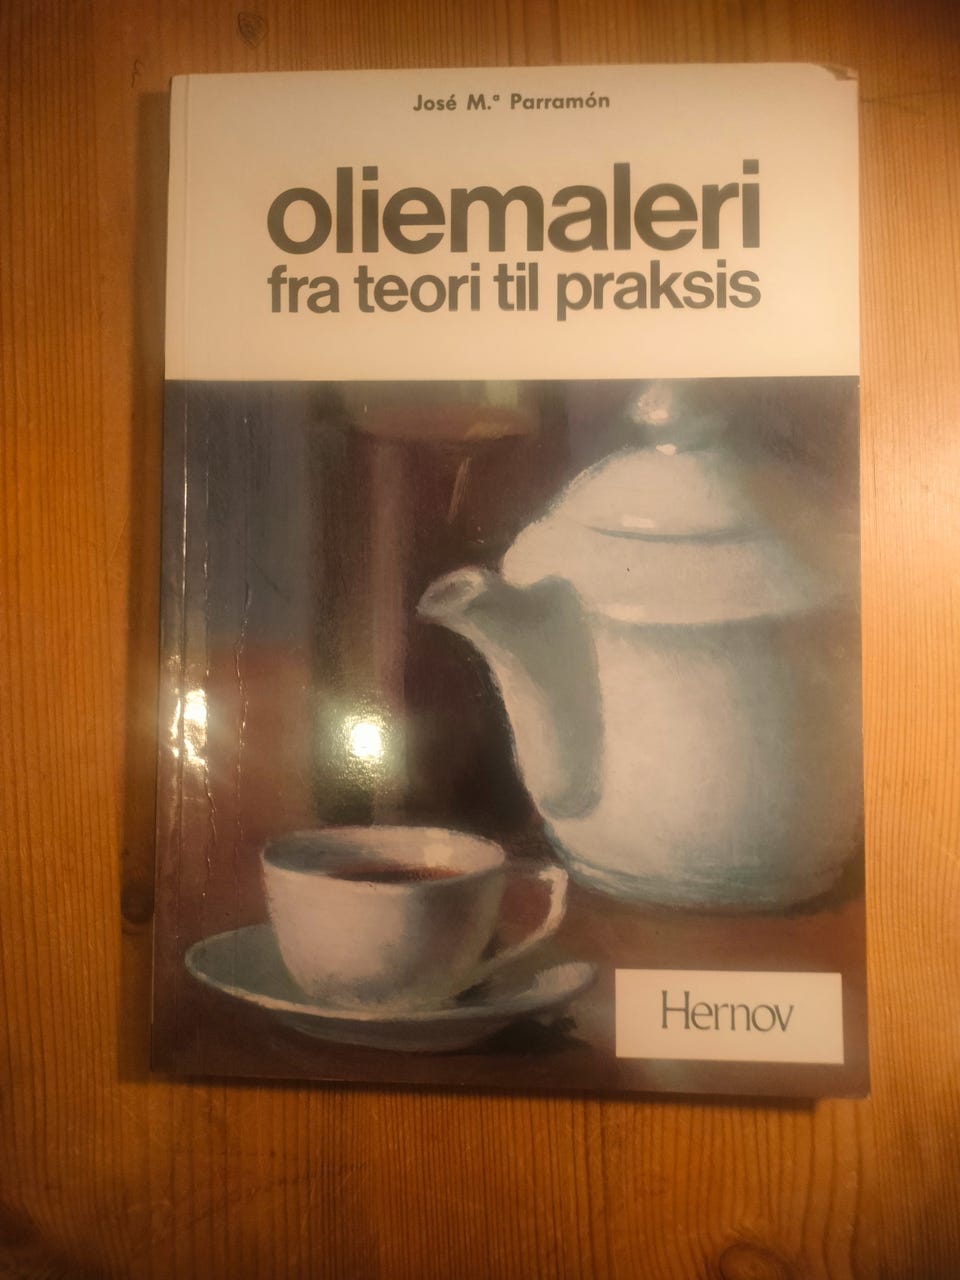 José M.ª Parramón
oliemaleri
fra teori til praksis
Hernov